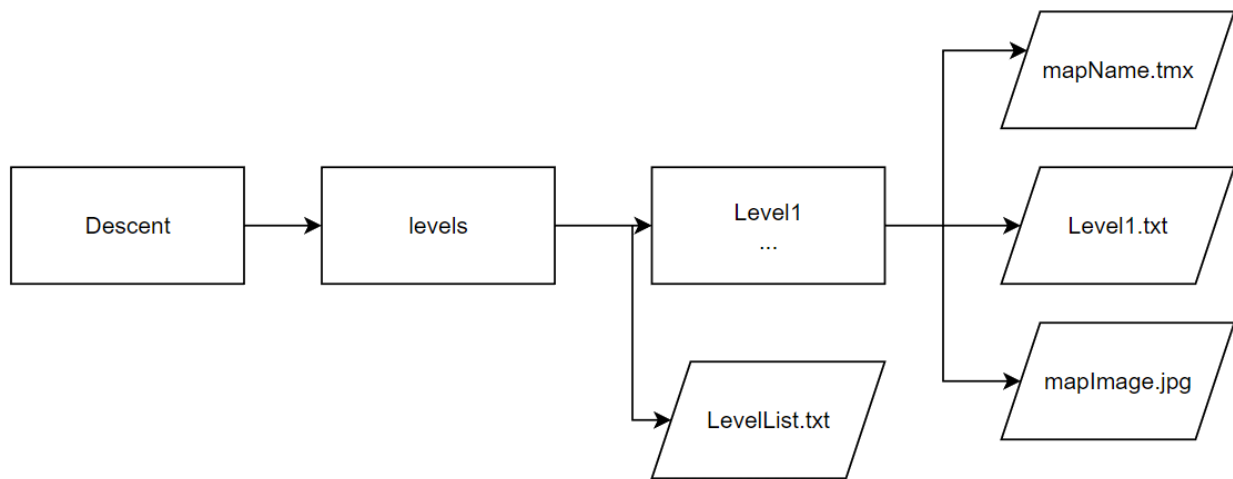 Descent
levels
Level1
...
LevelList.txt
mapName.tmx
Level1.txt
mapImage.jpg